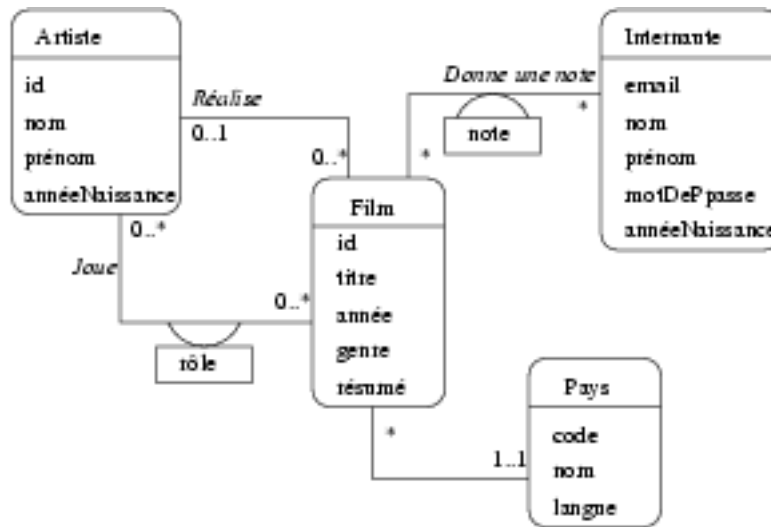 Artiste
id
nom
prénom
annéeNaissance
Réalise
0..1
0..*
Donne une note
*
*
note
Internaute
email
nom
prénom
motDePpasse
annéeNaissance
0..*
Joue
0..*
rôle
Film
id
titre
année
genre
résumé
*
1..1
Pays
code
nom
langue